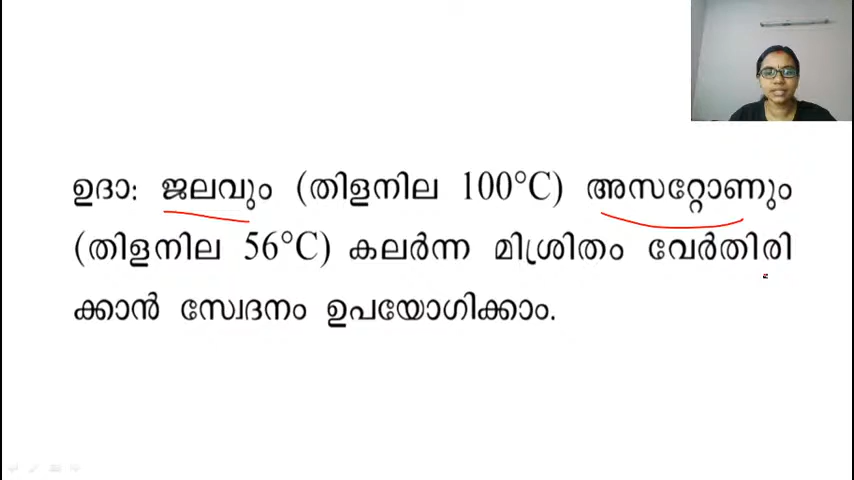 ഉദാ: ജലവും (തിളനില 100°C) അസറ്റോണും
(തിളനില 56°C) കലർന്ന മിശ്രിതം വേർതിരി
ക്കാൻ സ്വേദനം ഉപയോഗിക്കാം.